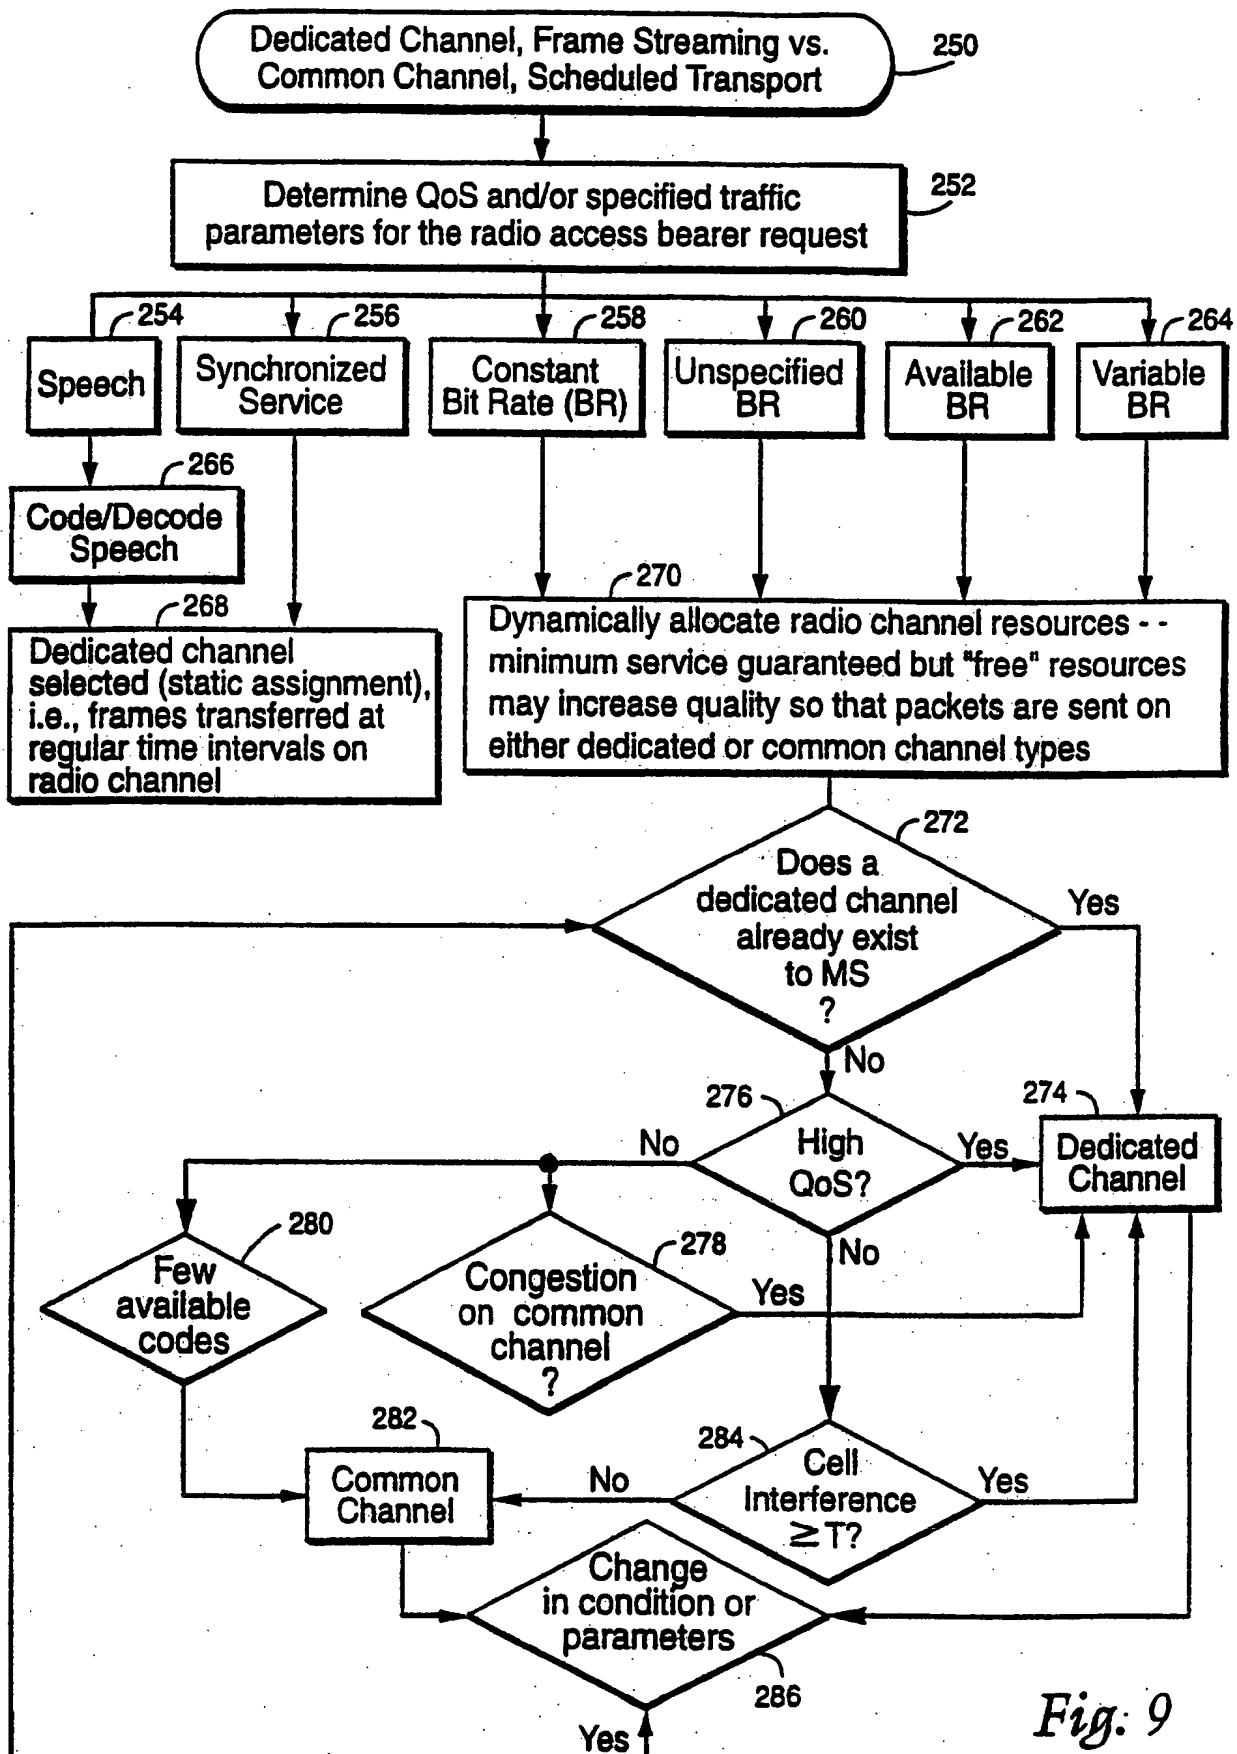 Dedicated Channel, Frame Streaming vs.
Common Channel, Scheduled Transport
250
Determine QoS and/or specified traffic
parameters for the radio access bearer request
252
254
256
258
260
262
264
Speech
Synchronized
Service
Constant
Bit Rate (BR)
Unspecified
BR
Available
BR
Variable
BR
266
Code/Decode
Speech
268
Dedicated channel
selected (static assignment),
i.e., frames transferred at
regular time intervals on
radio channel
270
Dynamically allocate radio channel resources - -
minimum service guaranteed but "free" resources
may increase quality so that packets are sent on
either dedicated or common channel types
272
Does a
dedicated channel
already exist
to MS
?
Yes
No
276
High
QoS?
No
Yes
No
274
Dedicated
Channel
280
Few
available
codes
278
Congestion
on common
channel
?
Yes
282
Common
Channel
284
Cell
Interference
≥ T?
No
Yes
Change
in condition or
parameters
286
Yes
Fig. 9